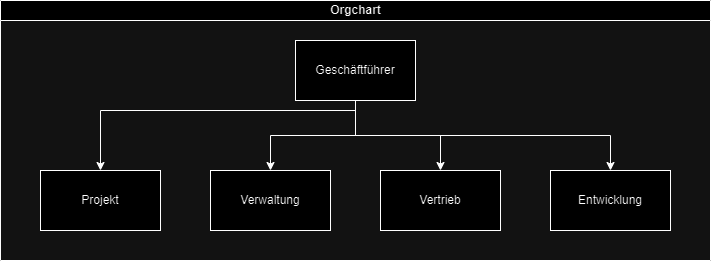 Orgchart
Geschäftführer
Projekt
Verwaltung
Vertrieb
Entwicklung